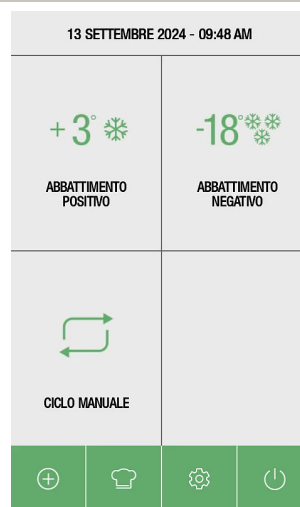 13 SETTEMBRE 2024 - 09:48 AM
+3°
-18°
ABBATTIMENTO
POSITIVO
ABBATTIMENTO
NEGATIVO
CICLO MANUALE